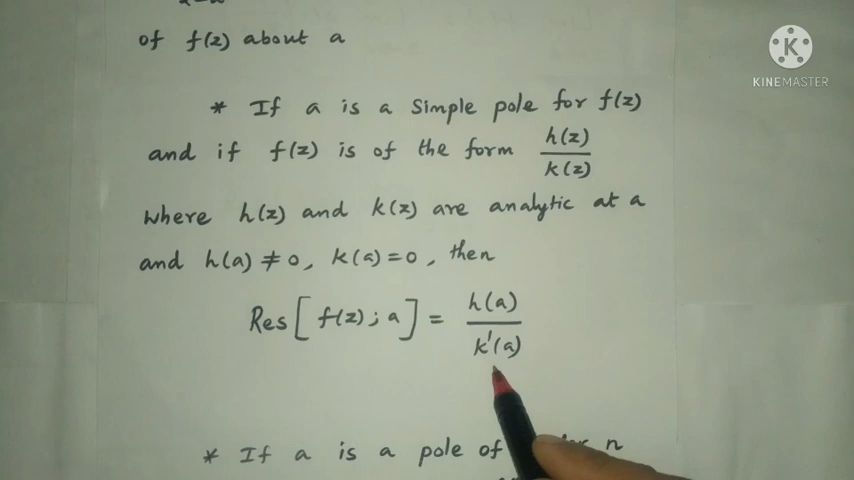 of f(z) about a
K
KINEMASTER
* If a is a Simple pole for f(z)
and if f(z) is of the form h(z)/k(z)
where h(z) and k(z) are analytic at a
and h(a) ≠ 0, k(a) = 0, then
Res[f(z); a] = h(a)/k'(a)
* If a is a pole of n